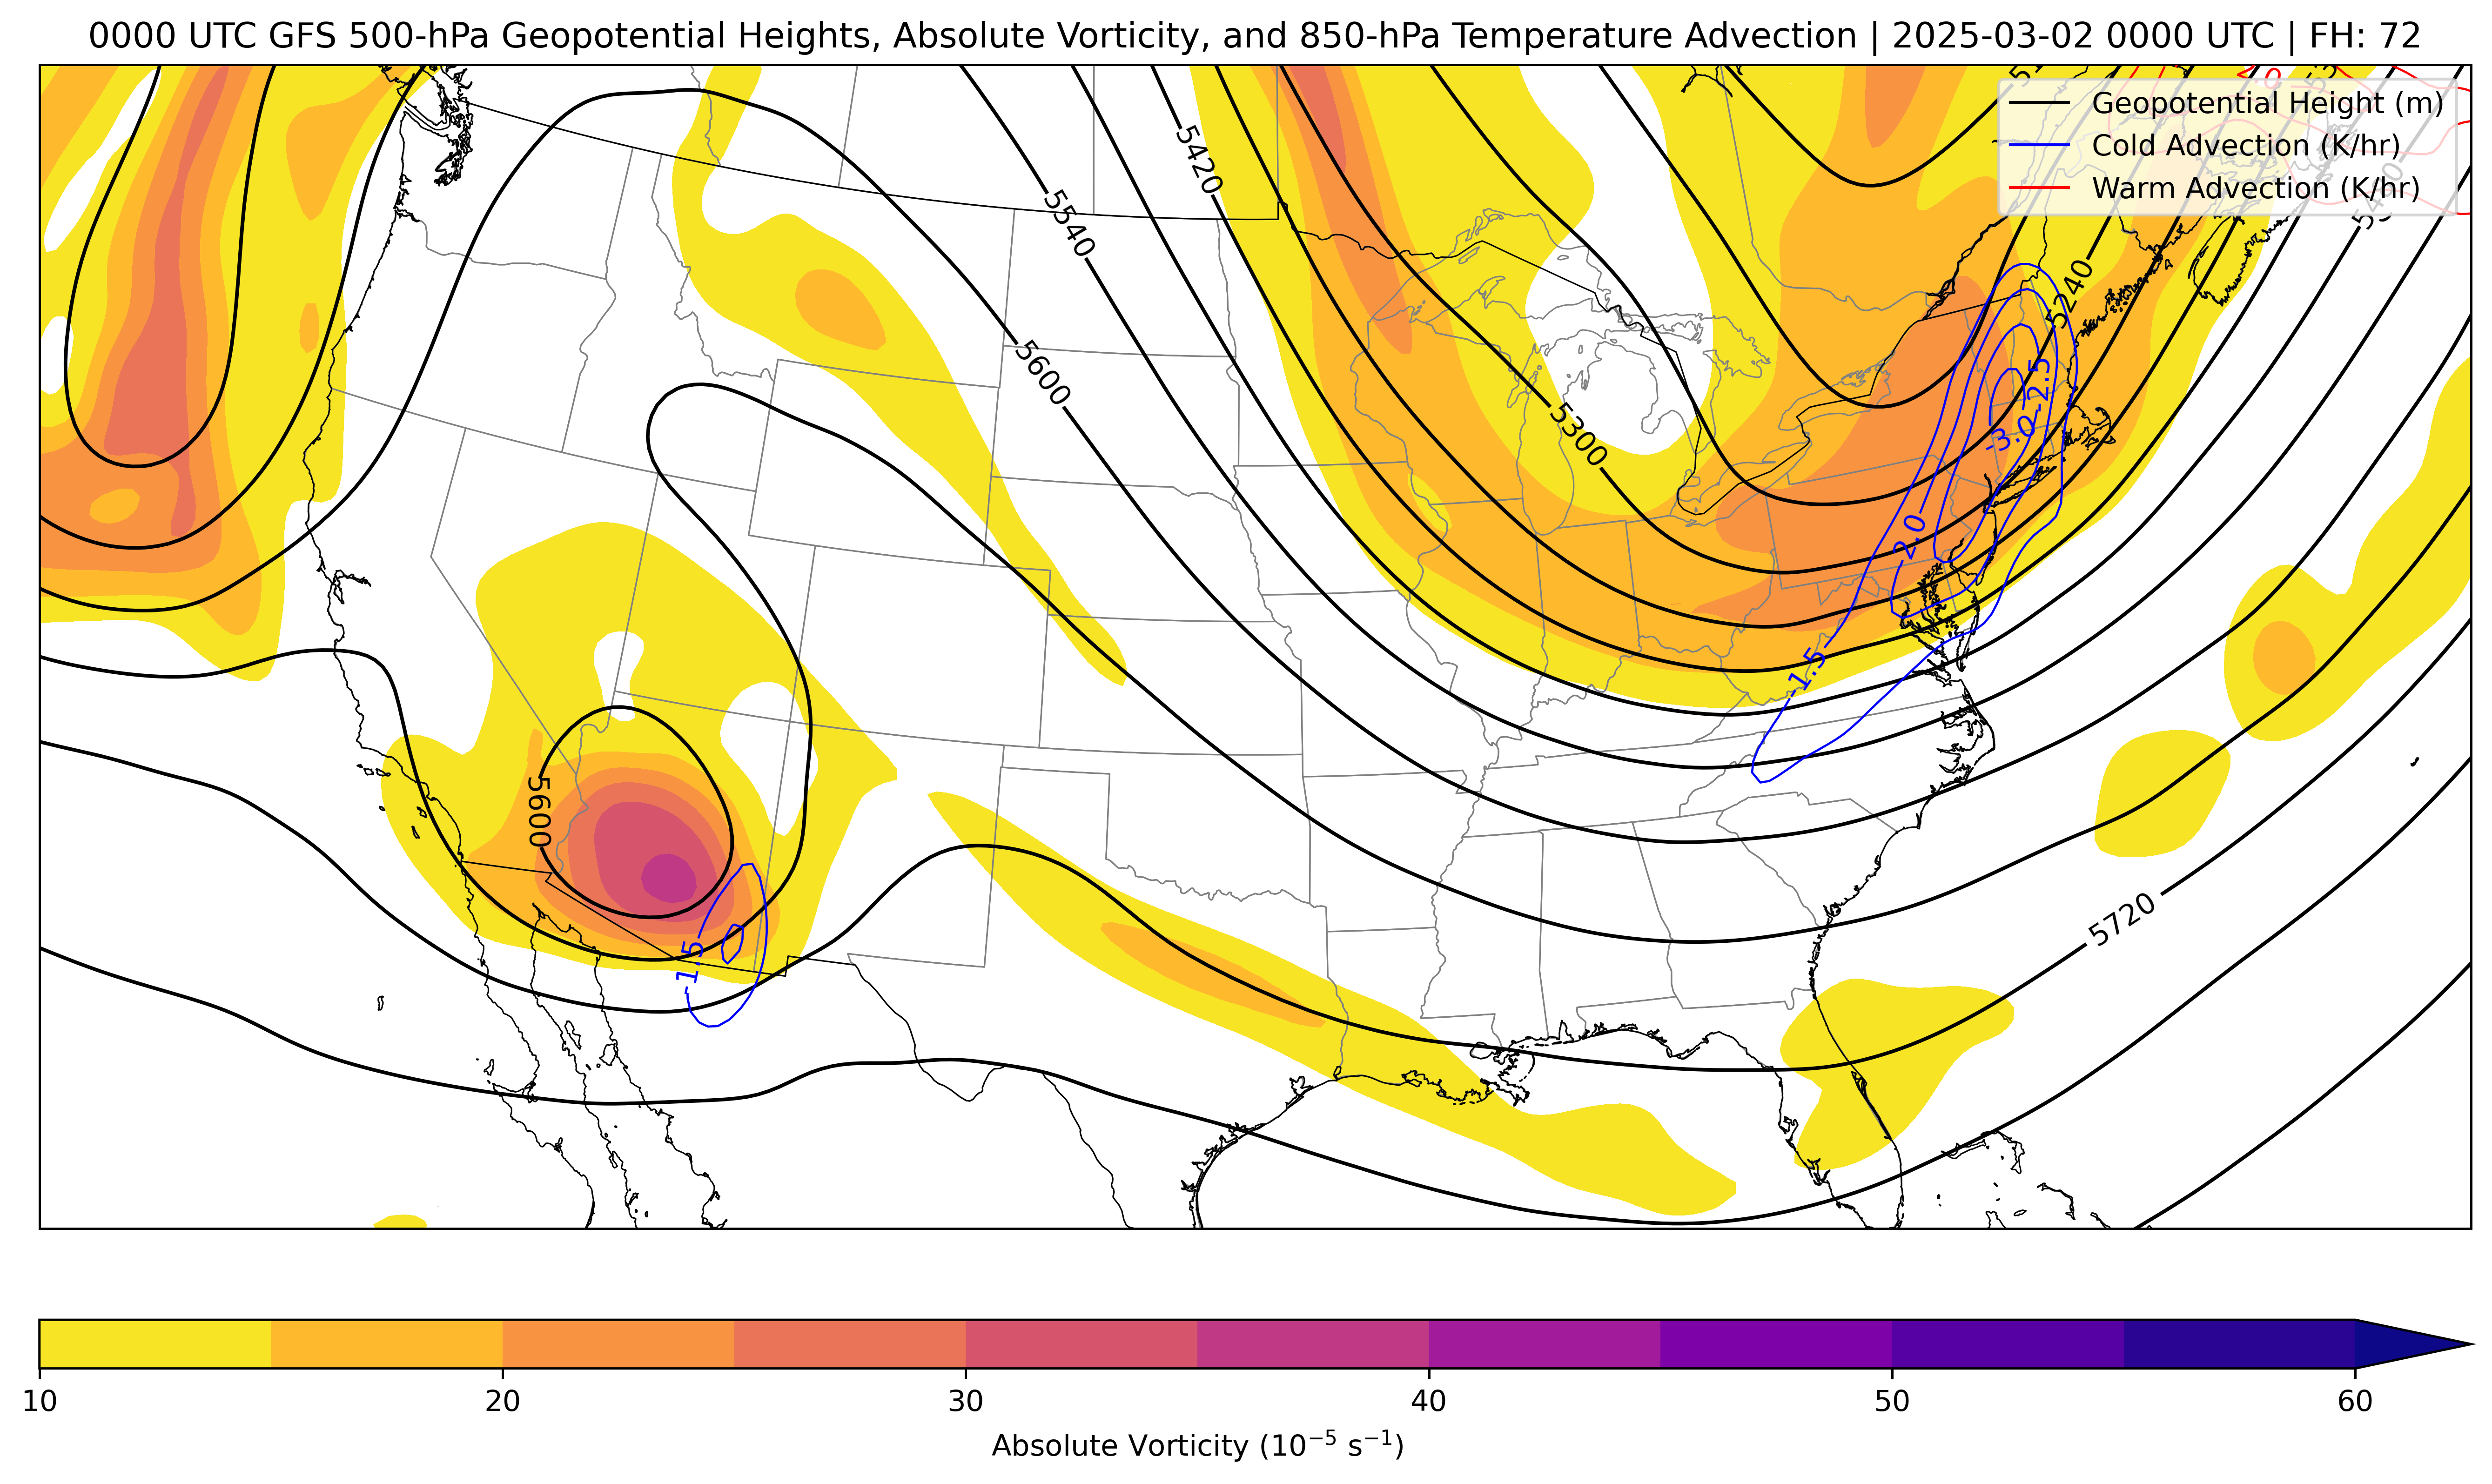 0000 UTC GFS 500-hPa Geopotential Heights, Absolute Vorticity, and 850-hPa Temperature Advection | 2025-03-02 0000 UTC | FH: 72
Geopotential Height (m)
Cold Advection (K/hr)
Warm Advection (K/hr)
5420
5540
5240
5600
-2.5
5300
-3.0
-2.0
-1.5
5600
5720
-1.5
10 20 30 40 50 60
Absolute Vorticity (10⁻⁵ s⁻¹)